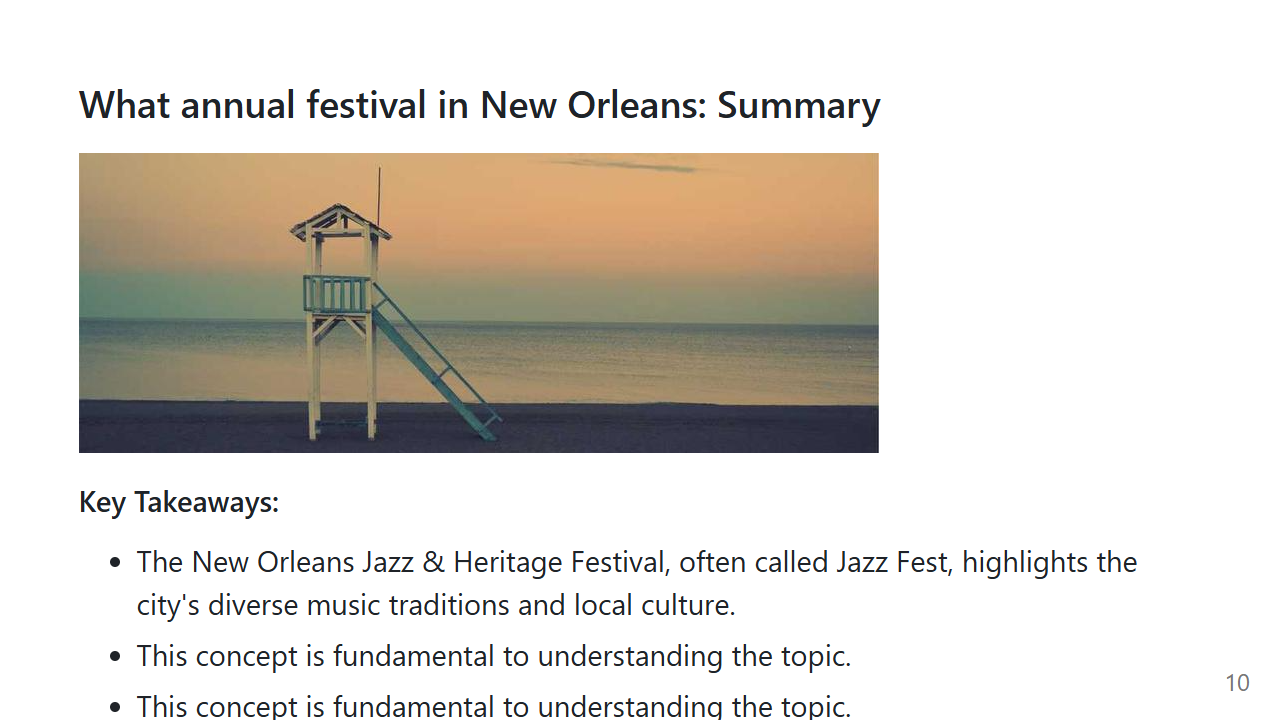 What annual festival in New Orleans: Summary
Key Takeaways:
The New Orleans Jazz & Heritage Festival, often called Jazz Fest, highlights the
city's diverse music traditions and local culture.
This concept is fundamental to understanding the topic.
This concept is fundamental to understanding the topic.
10